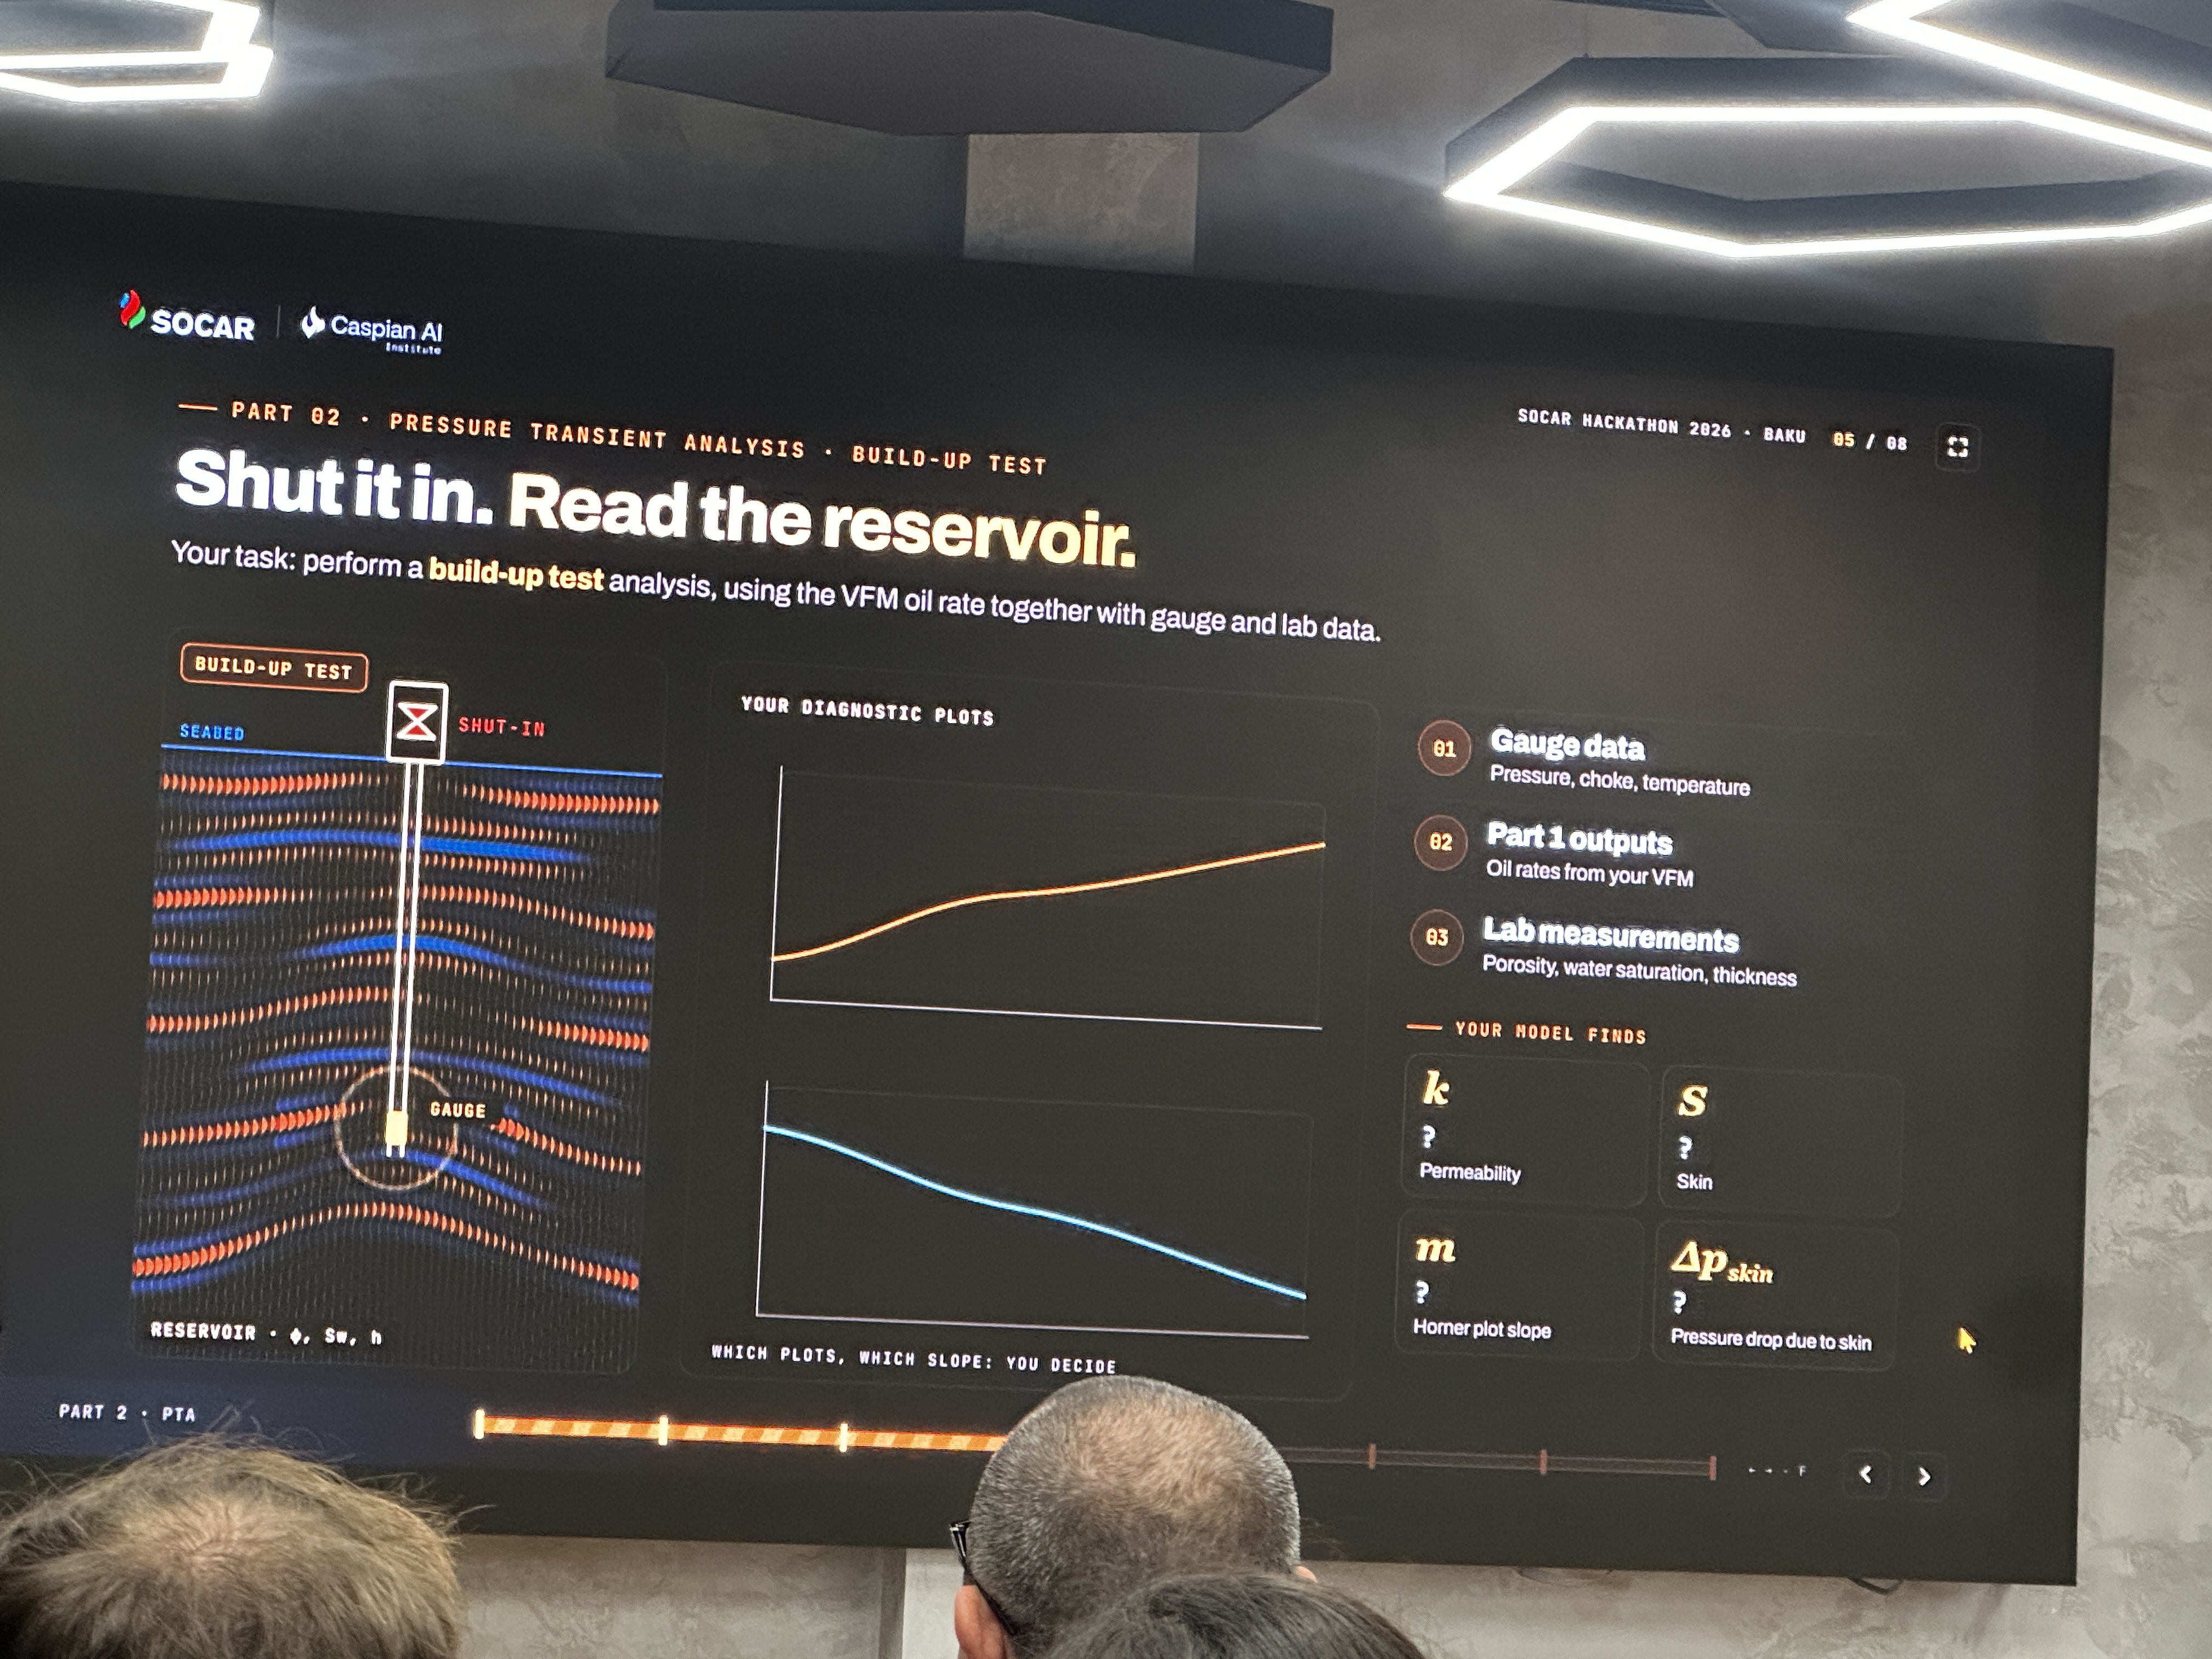 SOCAR
Caspian AI
Institute
SOCAR HACKATHON 2026 · BAKU 05 / 08
PART 02 · PRESSURE TRANSIENT ANALYSIS · BUILD-UP TEST
Shut it in. Read the reservoir.
Your task: perform a build-up test analysis, using the VFM oil rate together with gauge and lab data.
BUILD-UP TEST
SHUT-IN
SEABED
GAUGE
RESERVOIR · ϕ, Sw, h
YOUR DIAGNOSTIC PLOTS
WHICH PLOTS, WHICH SLOPE: YOU DECIDE
01 Gauge data
Pressure, choke, temperature
02 Part 1 outputs
Oil rates from your VFM
03 Lab measurements
Porosity, water saturation, thickness
YOUR MODEL FINDS
k
?
Permeability
S
?
Skin
m
?
Horner plot slope
Δp skin
?
Pressure drop due to skin
PART 2 · PTA
← → · F